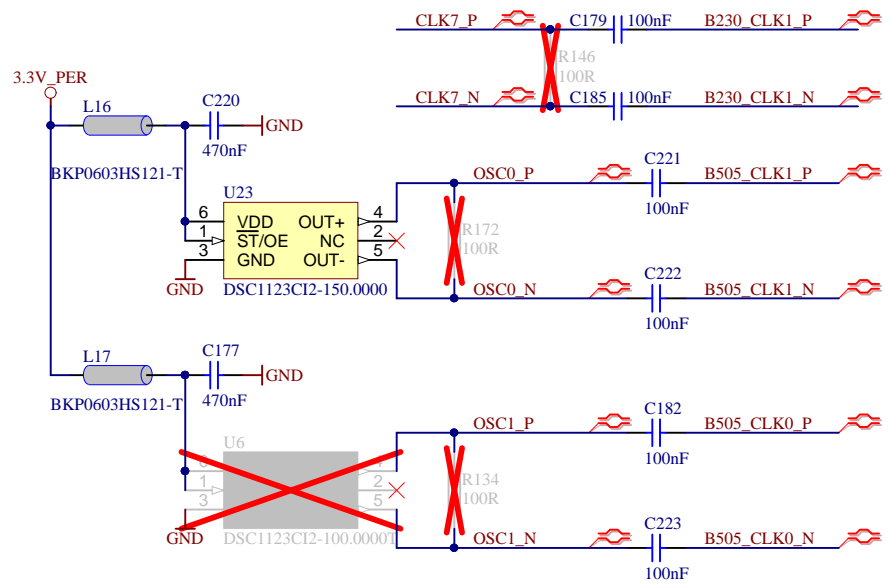 CLK7_P
C179
100nF
B230_CLK1_P
R146
100R
CLK7_N
C185
100nF
B230_CLK1_N
3.3V_PER
L16
BKP0603HS121-T
C220
470nF
GND
U23
6
VDD
OUT+
4
1
ST/OE
NC
2
3
GND
OUT-
5
GND
DSC1123CI2-150.0000
OSC0_P
C221
100nF
B505_CLK1_P
R172
100R
OSC0_N
C222
100nF
B505_CLK1_N
L17
BKP0603HS121-T
C177
470nF
GND
U6
1
2
3
5
GND
DSC1123CI2-100.0000T
OSC1_P
C182
100nF
B505_CLK0_P
R134
100R
OSC1_N
C223
100nF
B505_CLK0_N